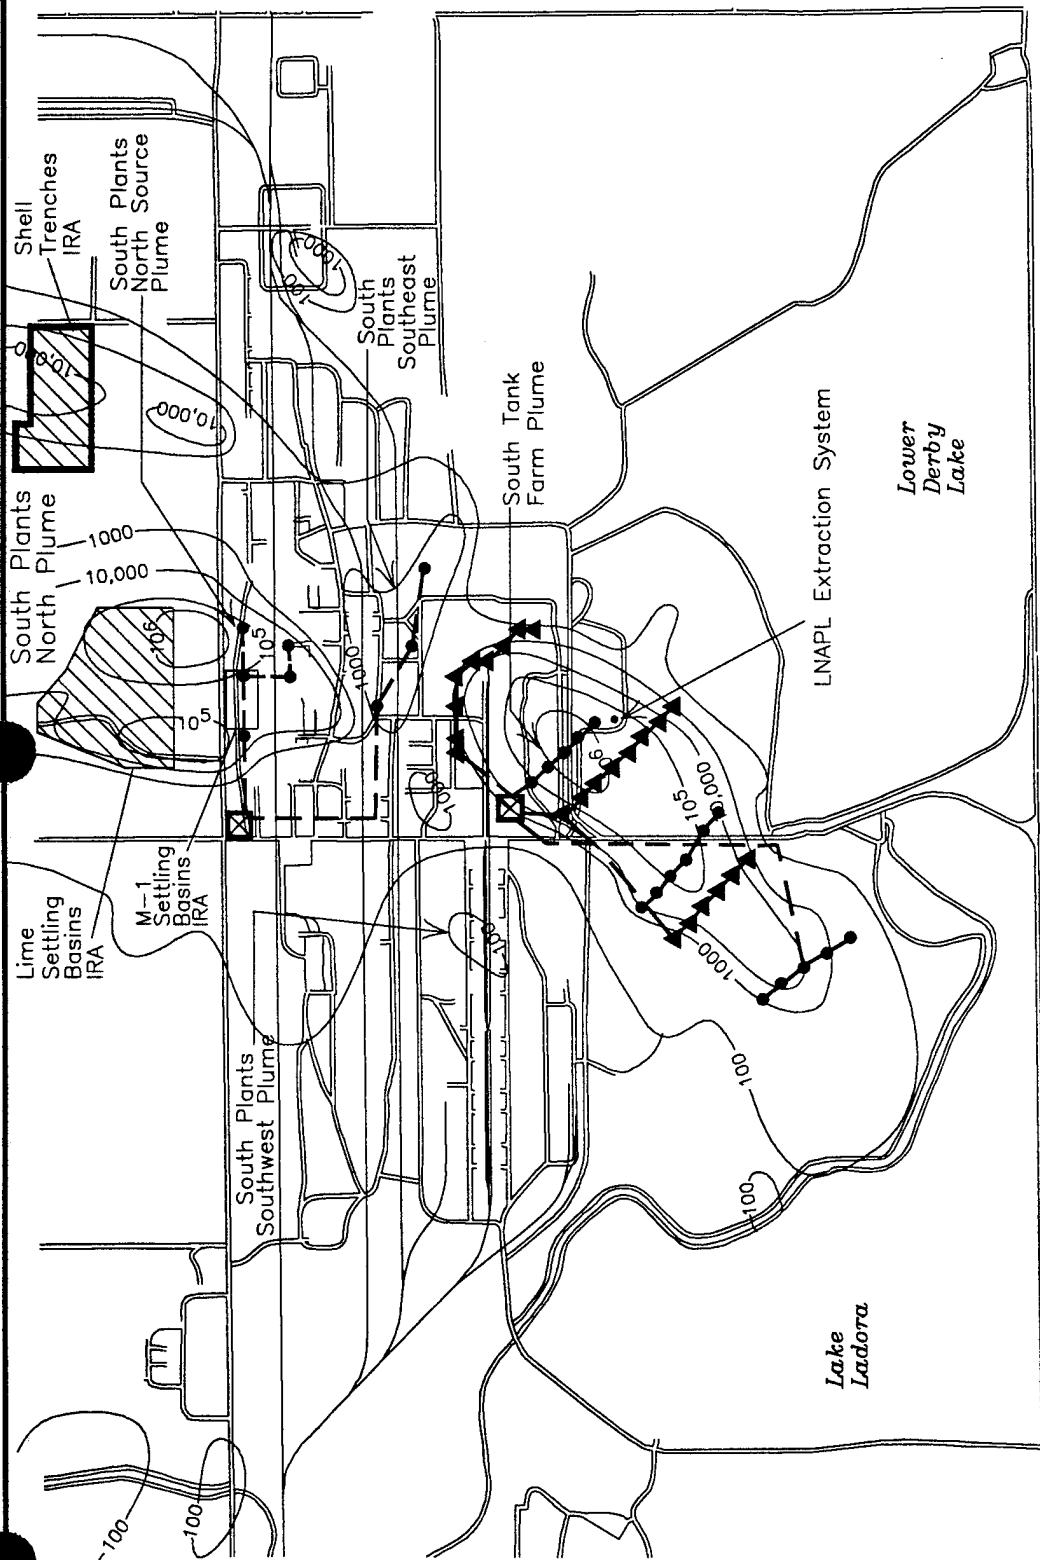 Shell
Trenches
IRA
South Plants
North Source
Plume
South Plants
North Plume
Lime
Settling
Basins
IRA
M-1
Settling
Basins
IRA
South
Plants
Southeast
Plume
South Tank
Farm Plume
LNAPL Extraction System
Lower
Derby
Lake
South Plants
Southwest Plume
Lake
Ladora
10,000
10,000
1000
10,000
10⁶
10⁵
10⁵
1000
1000
100
10⁵
1000
100
100
100
100